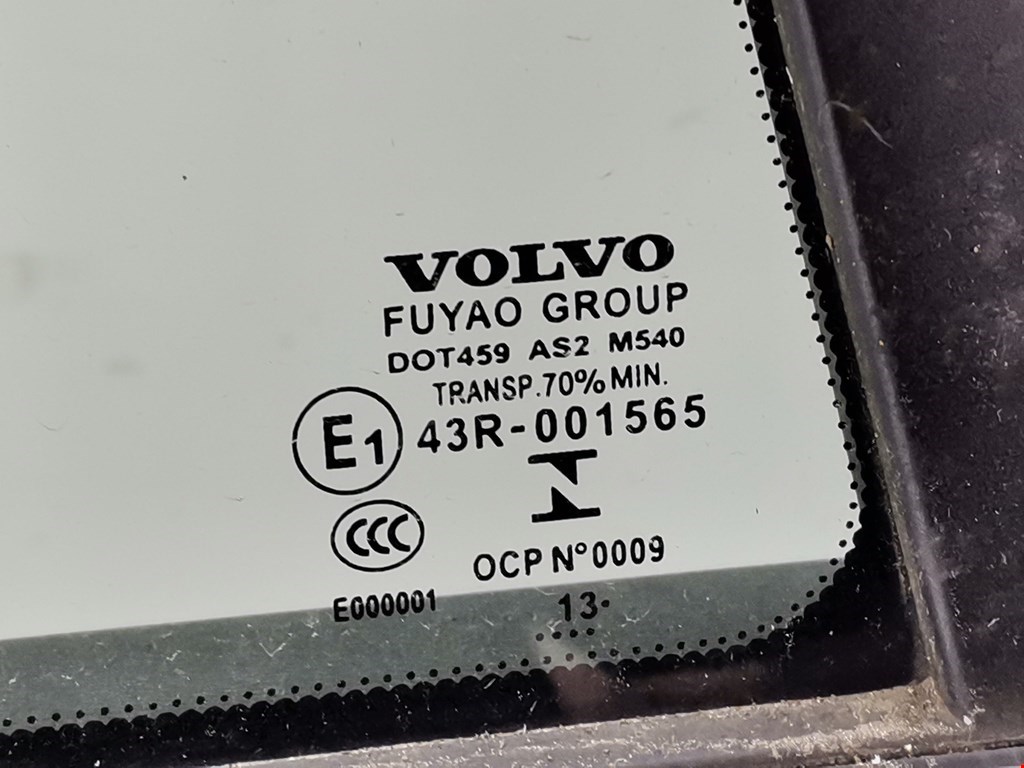 VOLVO
FUYAO GROUP
DOT459 AS2 M540
TRANSP.70% MIN.
E1 43R-001565
CCC
OCP N°0009
E000001
13·